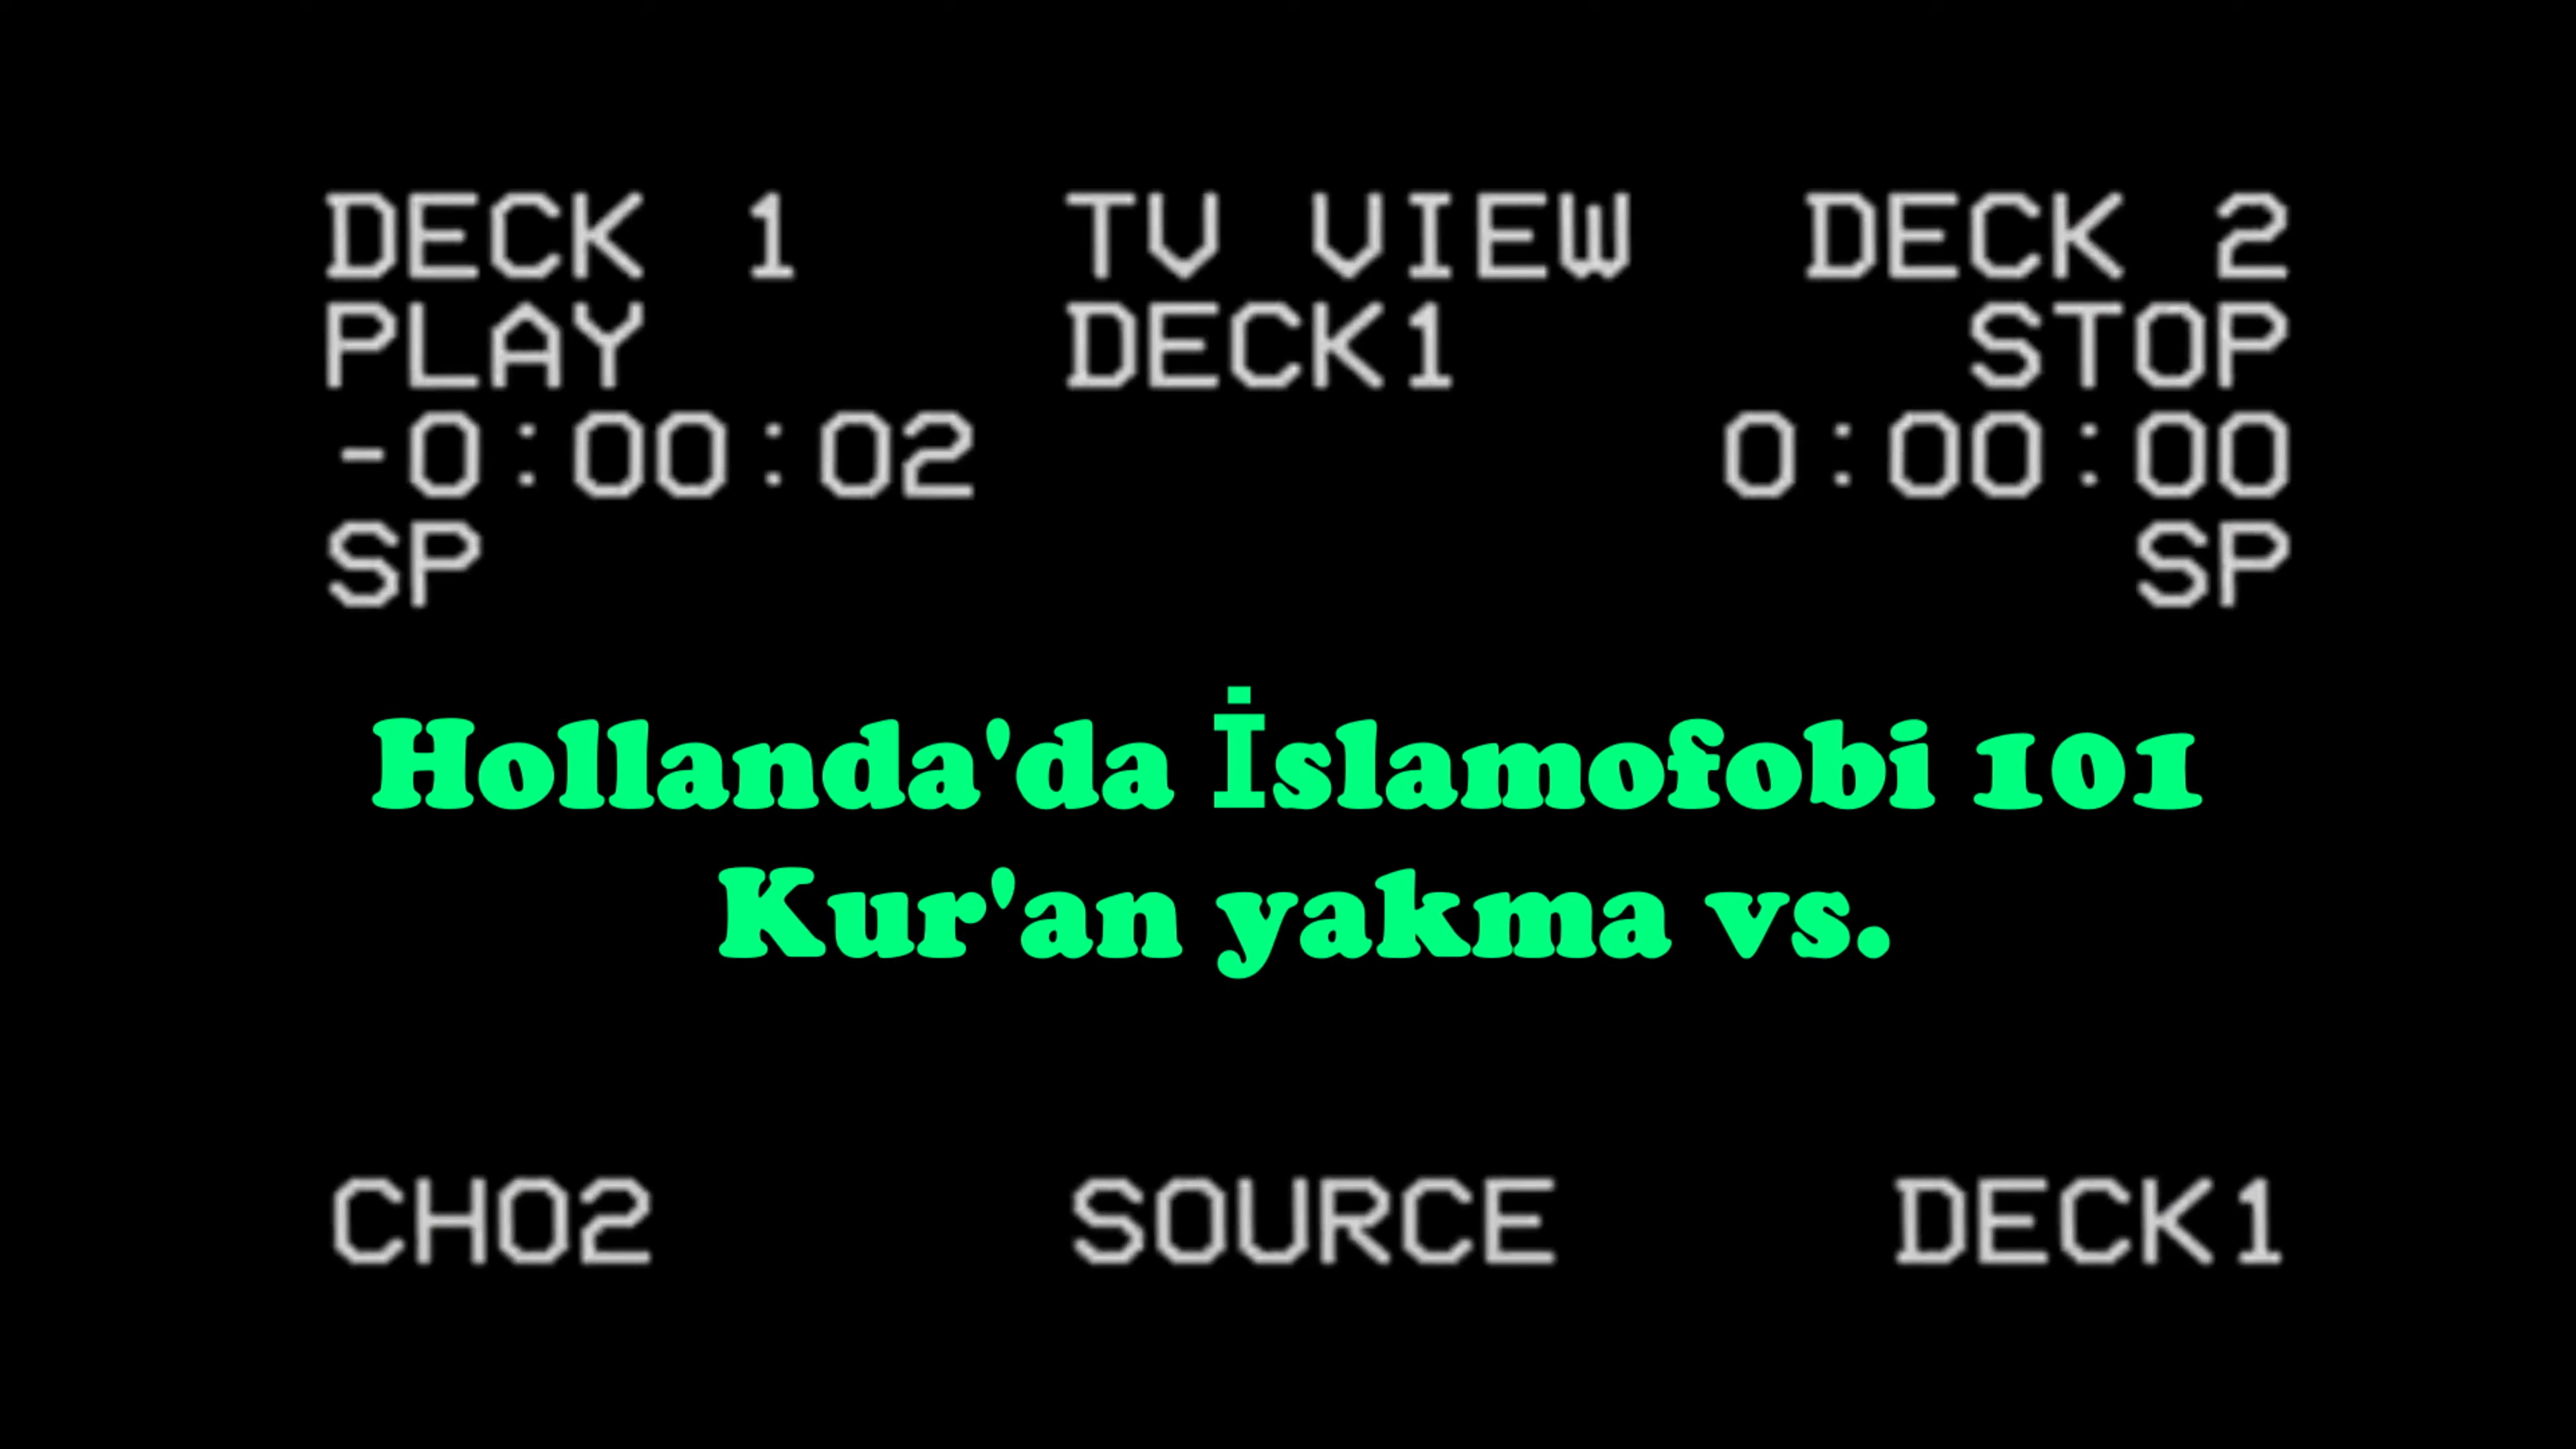 DECK 1 TV VIEW DECK 2
PLAY DECK1 STOP
-0:00:02 0:00:00
SP SP
Hollanda'da İslamofobi 101
Kur'an yakma vs.
CH02 SOURCE DECK1